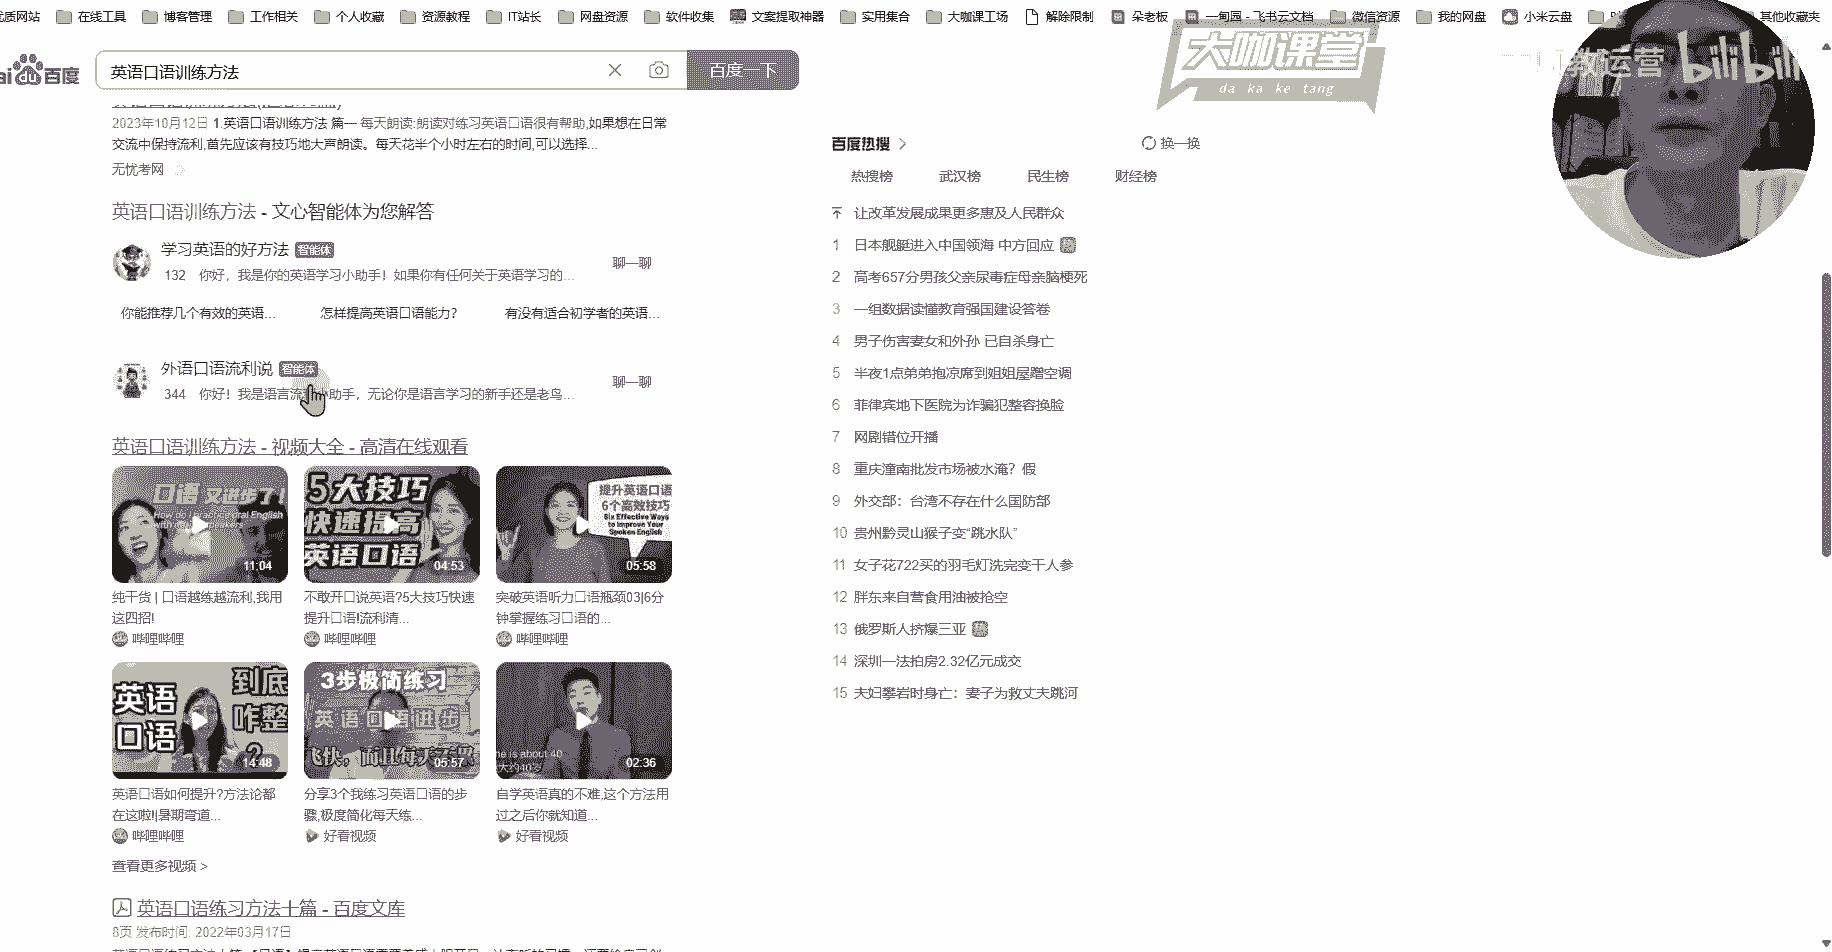 优质网站 在线工具 博客管理 工作相关 个人收藏 资源教程 IT站长 网盘资源 软件收集 文案提取神器 实用集合 大咖课工场 解除限制 朵老板 一甸园 - 飞书云文档 微信资源 我的网盘 小米云盘 其他收藏夹
百度
英语口语训练方法
百度一下
大咖课堂
da ka ke tang
教运营 bilibili
2023年10月12日 1.英语口语训练方法 篇一 每天朗读:朗读对练习英语口语很有帮助,如果想在日常
交流中保持流利,首先应该有技巧地大声朗读。每天花半个小时左右的时间,可以选择...
无忧考网
英语口语训练方法 - 文心智能体为您解答
学习英语的好方法 智能体
132 你好，我是你的英语学习小助手！如果你有任何关于英语学习的...
聊一聊
你能推荐几个有效的英语... 怎样提高英语口语能力？ 有没有适合初学者的英语...
外语口语流利说 智能体
344 你好！我是语言流 助手，无论你是语言学习的新手还是老鸟...
聊一聊
英语口语训练方法 - 视频大全 - 高清在线观看
口语又进步了!
How do I practice oral English
11:04
5大技巧
快速提高
英语口语
04:53
提升英语口语
6个高效技巧
Six Effective Ways
to Improve Your
Spoken English
05:58
纯干货 | 口语越练越流利,我用
这四招!
哔哩哔哩
不敢开口说英语?5大技巧快速
提升口语!流利清...
哔哩哔哩
突破英语听力口语瓶颈03|6分
钟掌握练习口语的...
哔哩哔哩
英语
口语
到底
咋整
?
14:48
3步极简练习
英语口语进步
飞快，而且每天
05:57
he is about 40
大约40岁
02:36
英语口语如何提升?方法论都
在这啦!|暑期弯道...
哔哩哔哩
分享3个我练习英语口语的步
骤,极度简化每天练...
好看视频
自学英语真的不难,这个方法用
过之后你就知道...
好看视频
查看更多视频 >
英语口语练习方法十篇 - 百度文库
8页 发布时间: 2022年03月17日
百度热搜 >
换一换
热搜榜 武汉榜 民生榜 财经榜
让改革发展成果更多惠及人民群众
1 日本舰艇进入中国领海 中方回应
2 高考657分男孩父亲尿毒症母亲脑梗死
3 一组数据读懂教育强国建设答卷
4 男子伤害妻女和外孙 已自杀身亡
5 半夜1点弟弟抱凉席到姐姐屋蹭空调
6 菲律宾地下医院为诈骗犯整容换脸
7 网剧错位开播
8 重庆潼南批发市场被水淹？假
9 外交部：台湾不存在什么国防部
10 贵州黔灵山猴子变“跳水队”
11 女子花722买的羽毛灯洗完变干人参
12 胖东来自营食用油被抢空
13 俄罗斯人挤爆三亚
14 深圳一法拍房2.32亿元成交
15 夫妇攀岩时身亡：妻子为救丈夫跳河